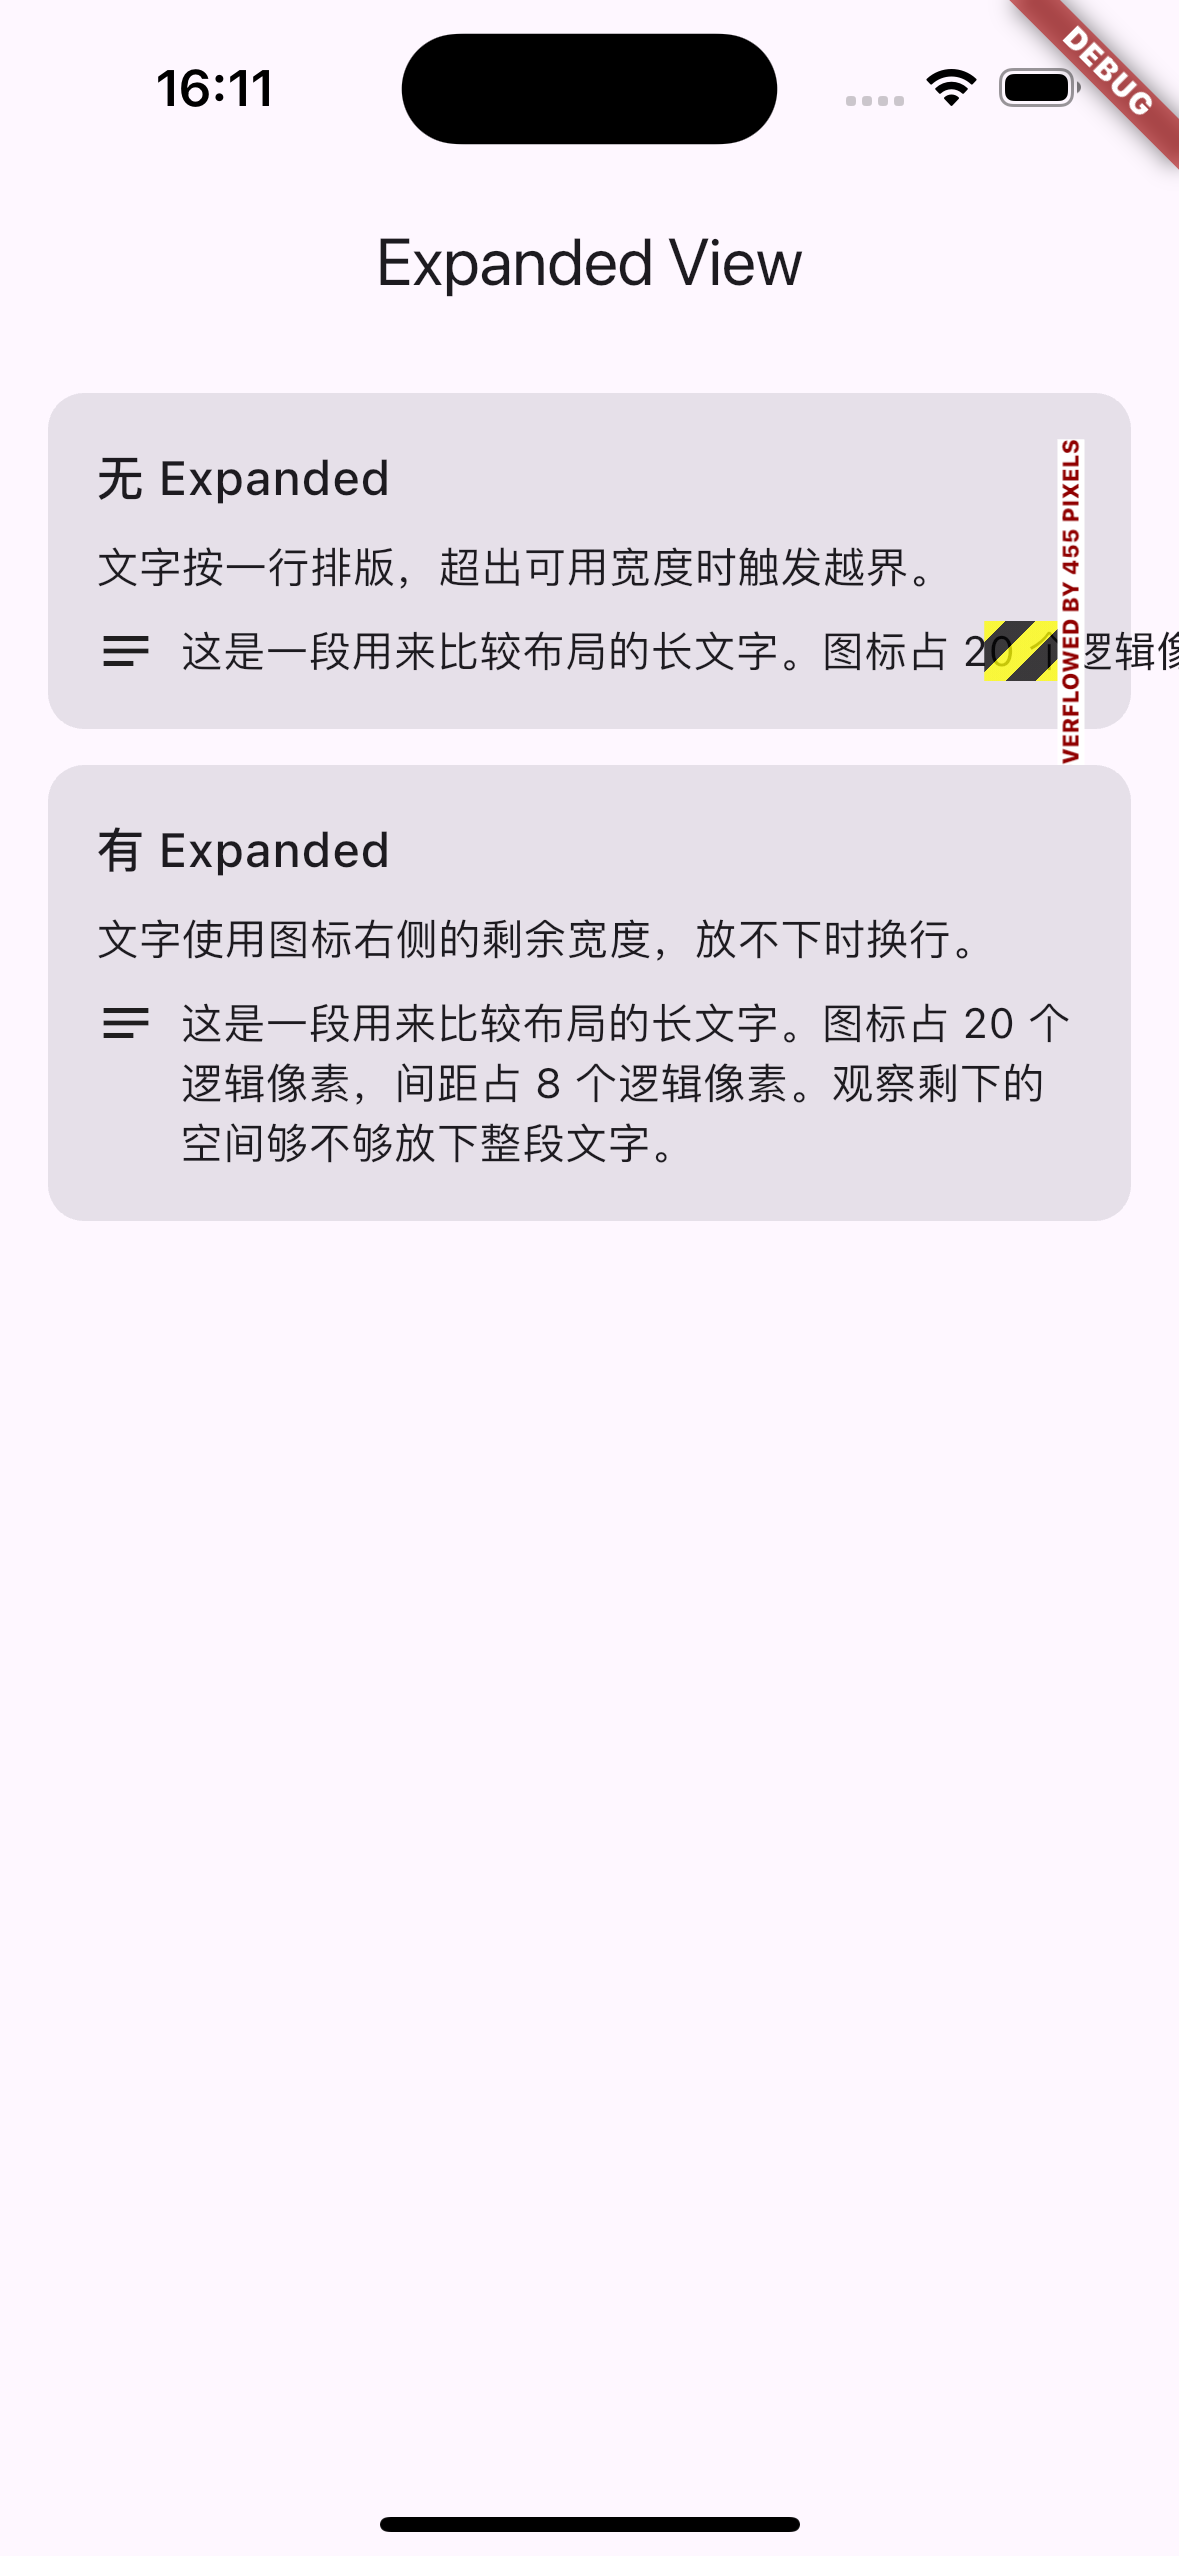 16:11
DEBUG
Expanded View
无 Expanded
文字按一行排版，超出可用宽度时触发越界。
这是一段用来比较布局的长文字。图标占 20 个逻辑像
VERFLOWED BY 455 PIXELS
有 Expanded
文字使用图标右侧的剩余宽度，放不下时换行。
这是一段用来比较布局的长文字。图标占 20 个
逻辑像素，间距占 8 个逻辑像素。观察剩下的
空间够不够放下整段文字。